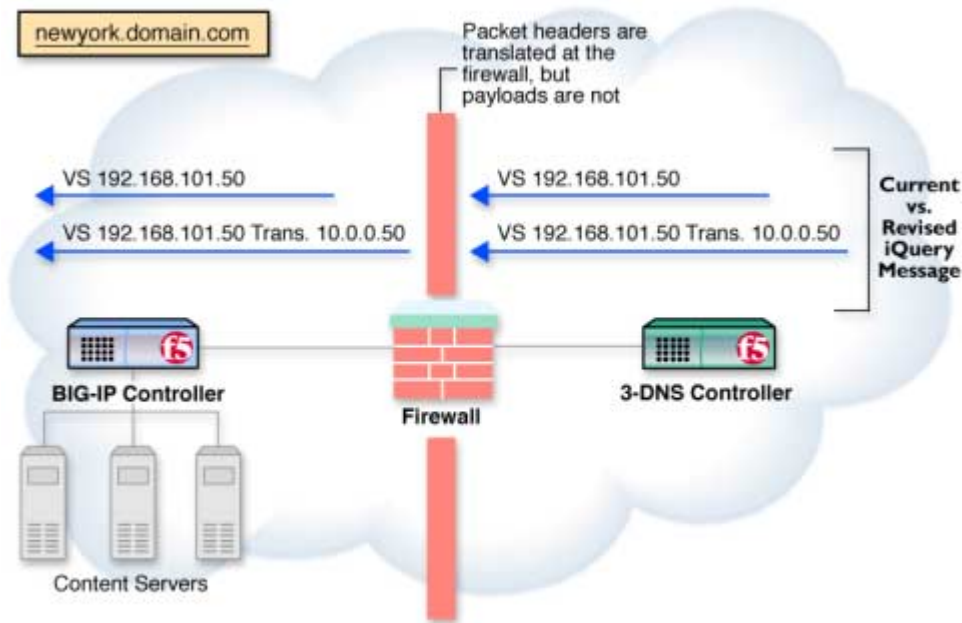 newyork.domain.com
Packet headers are
translated at the
firewall, but
payloads are not
VS 192.168.101.50
VS 192.168.101.50
VS 192.168.101.50 Trans. 10.0.0.50
VS 192.168.101.50 Trans. 10.0.0.50
Current
vs.
Revised
iQuery
Message
f5
f5
BIG-IP Controller
Firewall
3-DNS Controller
Content Servers